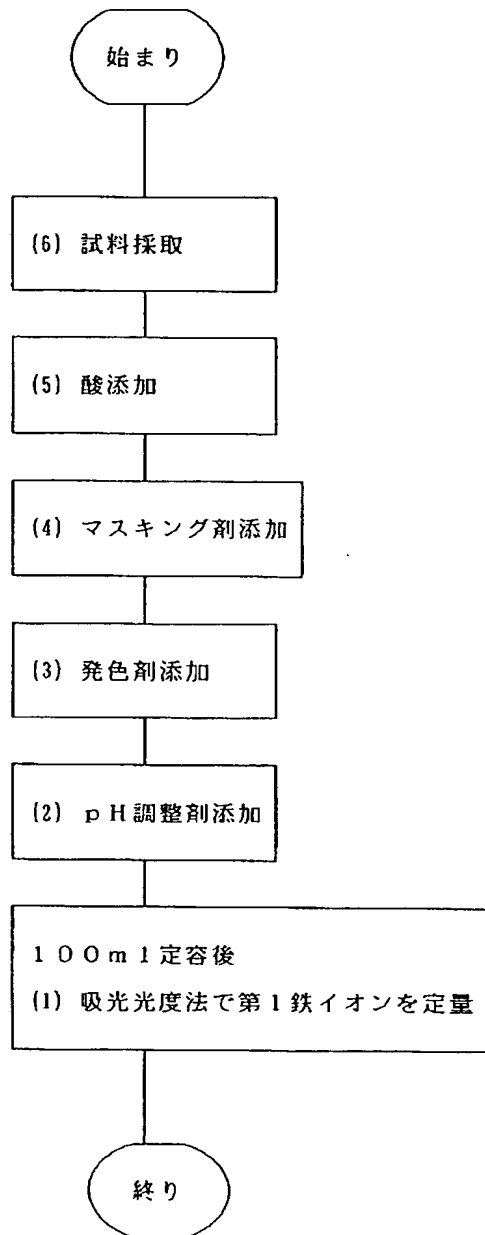 始まり
(6) 試料採取
(5) 酸添加
(4) マスキング剤添加
(3) 発色剤添加
(2) pH調整剤添加
100ml定容後
(1) 吸光光度法で第1鉄イオンを定量
終り